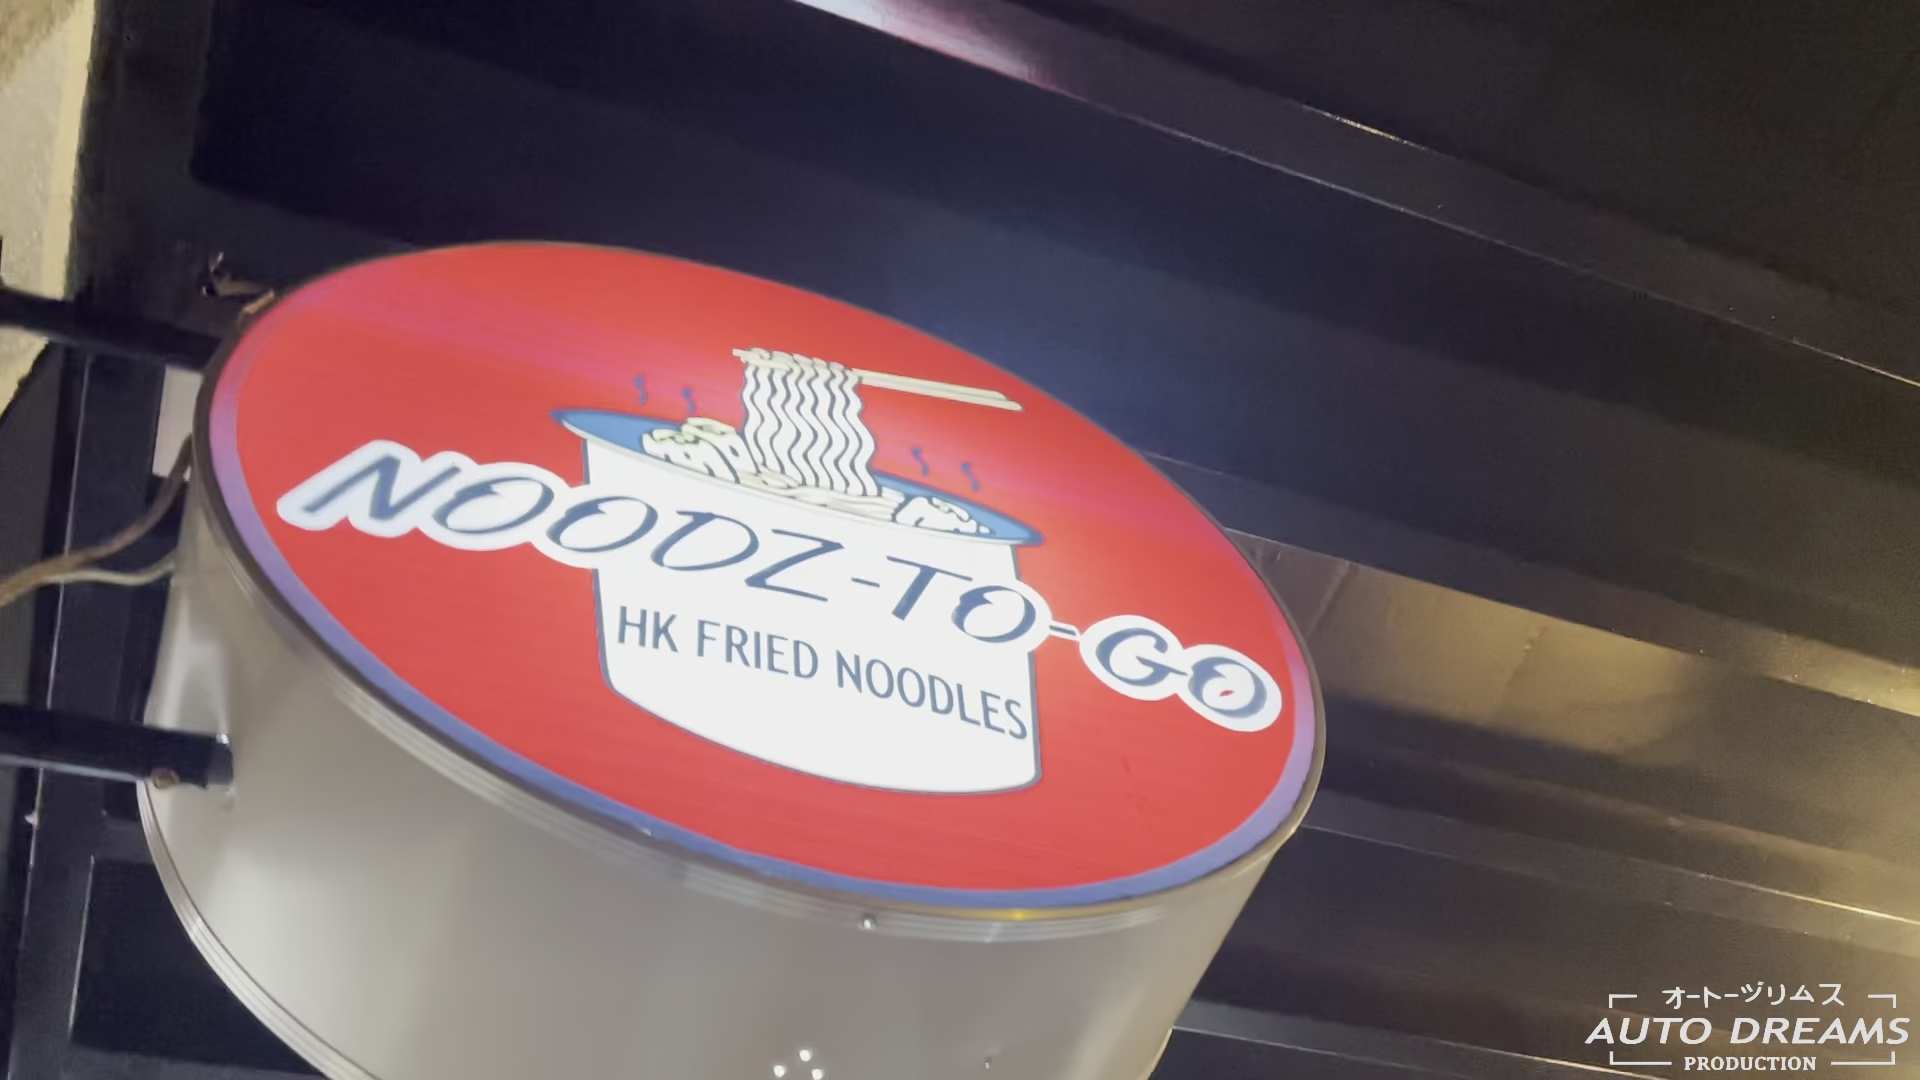 NOODZ-TO-GO
HK FRIED NOODLES
オートーヅリムス
AUTO DREAMS
PRODUCTION